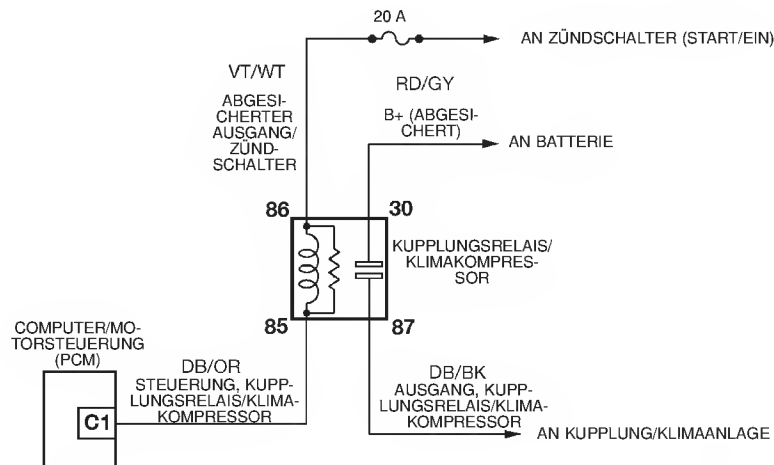 20 A
AN ZÜNDSCHALTER (START/EIN)
VT/WT
ABGESI-
CHERTER
AUSGANG/
ZÜND-
SCHALTER
RD/GY
B+ (ABGESI-
CHERT)
AN BATTERIE
86
30
KUPPLUNGSRELAIS/
KLIMAKOMPRES-
SOR
85
87
COMPUTER/MO-
TORSTEUERUNG
(PCM)
C1
DB/OR
STEUERUNG, KUPP-
LUNGSRELAIS/KLIMA-
KOMPRESSOR
DB/BK
AUSGANG, KUPP-
LUNGSRELAIS/KLIMA-
KOMPRESSOR
AN KUPPLUNG/KLIMAANLAGE